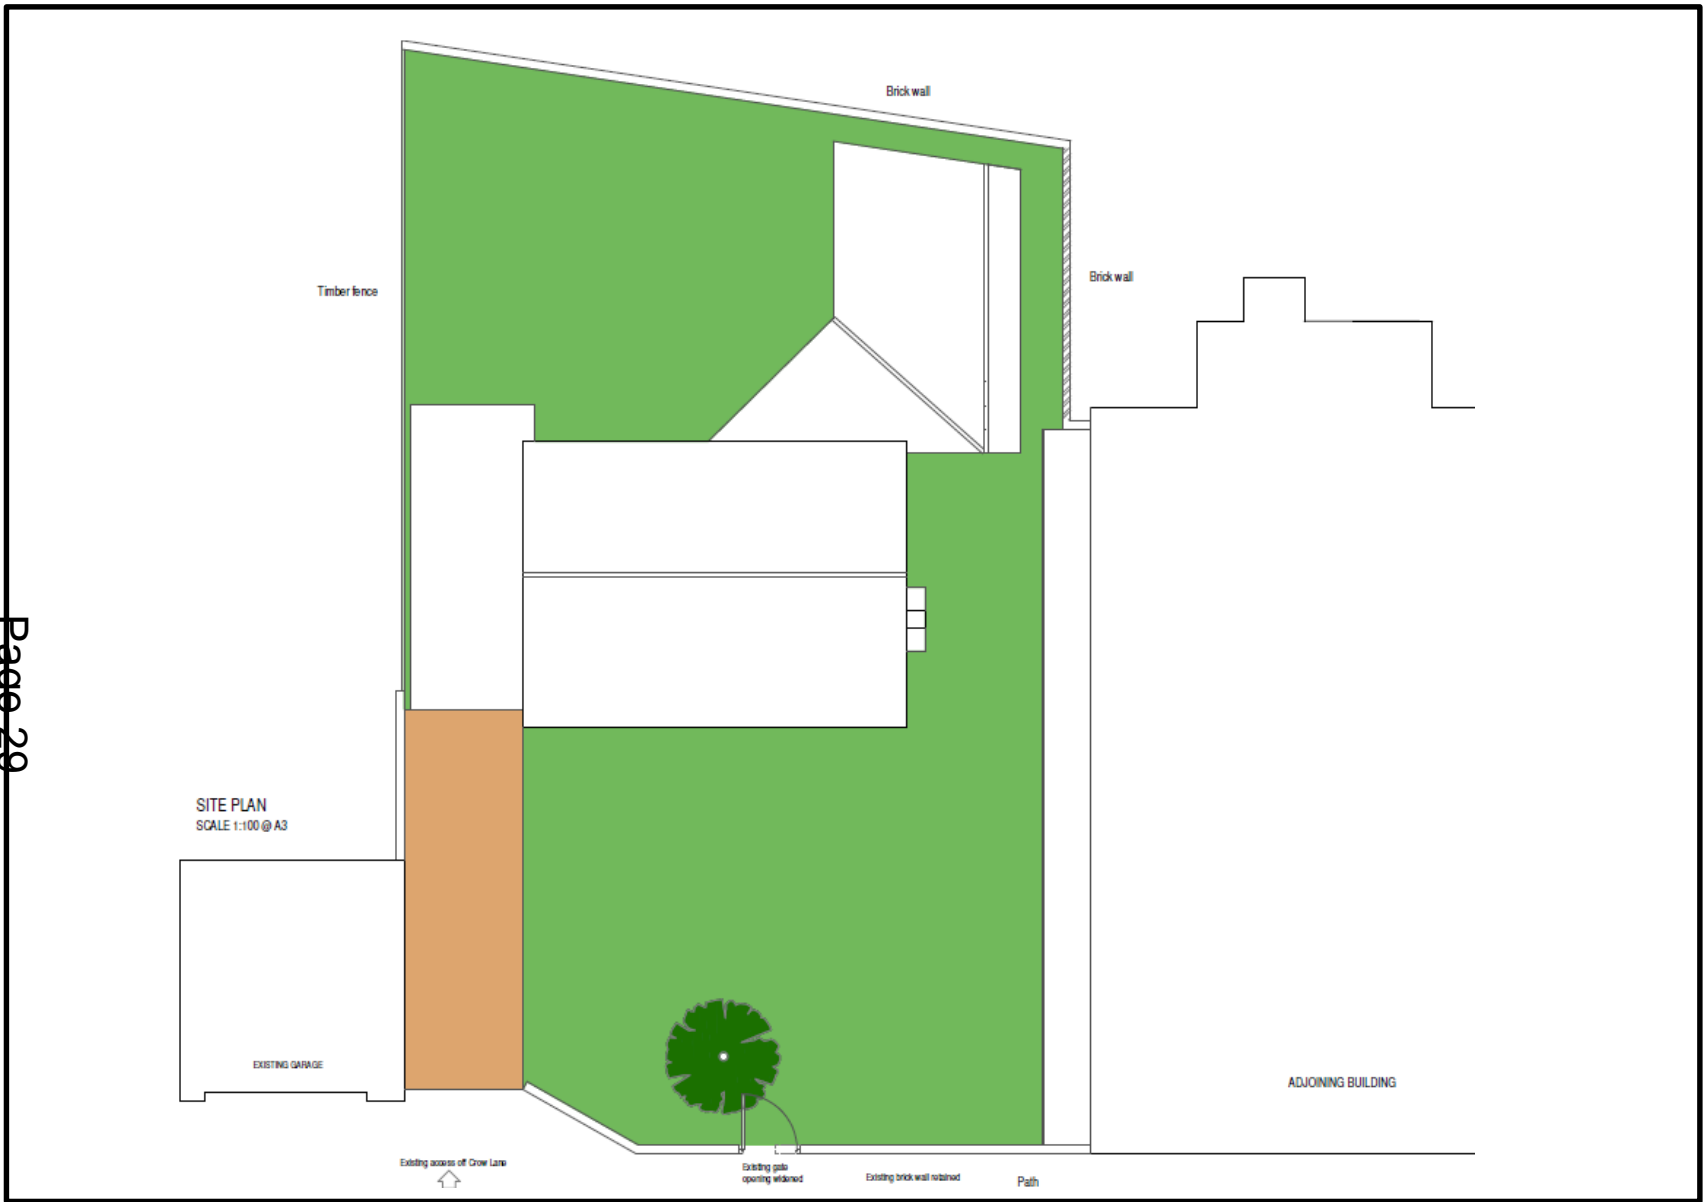 Brick wall
Timber fence
Brick wall
Page 29
SITE PLAN
SCALE 1:100 @ A3
EXISTING GARAGE
ADJOINING BUILDING
Existing access off Crow Lane
Existing gate
opening widened
Existing brick wall retained
Path